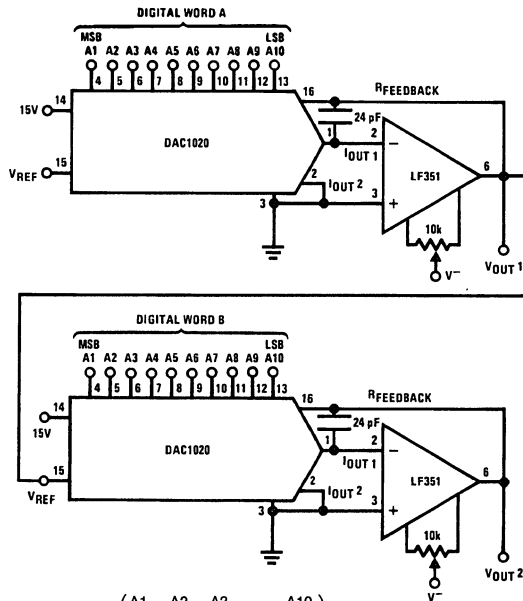 DIGITAL WORD A
MSB LSB
A1 A2 A3 A4 A5 A6 A7 A8 A9 A10
4 5 6 7 8 9 10 11 12 13
16 RFEEDBACK
14
15V
24 pF
1 2
DAC1020
IOUT 1
LF351
6
15
VREF
IOUT 2
2
3
3
10k
VOUT 1
V−
DIGITAL WORD B
MSB LSB
A1 A2 A3 A4 A5 A6 A7 A8 A9 A10
4 5 6 7 8 9 10 11 12 13
16 RFEEDBACK
14
15V
24 pF
1 2
DAC1020
IOUT 1
LF351
6
15
VREF
IOUT 2
2
3
3
10k
VOUT 2
V−
(A1 A2 A3 A10)